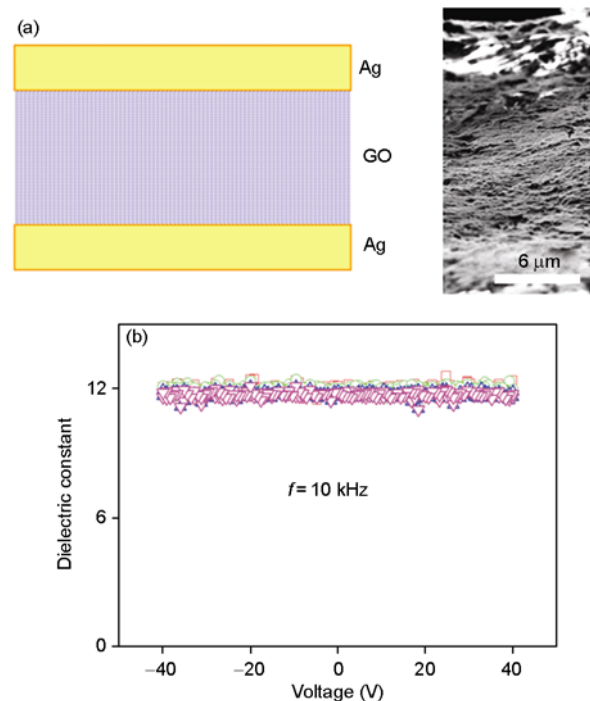 (a)
Ag
GO
Ag
6 μm
(b)
12
6
0
Dielectric constant
f = 10 kHz
−40 −20 0 20 40
Voltage (V)